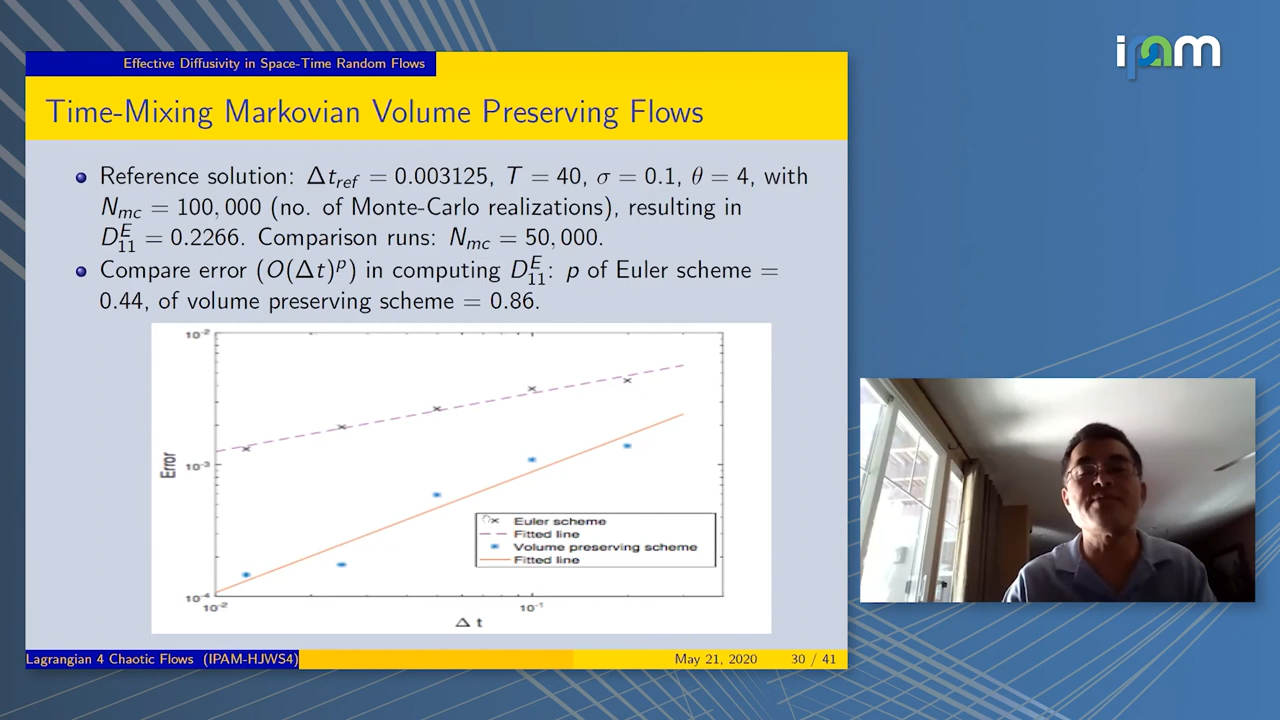 ipam
Effective Diffusivity in Space-Time Random Flows
Time-Mixing Markovian Volume Preserving Flows
Reference solution: Δt_ref = 0.003125, T = 40, σ = 0.1, θ = 4, with
N_mc = 100,000 (no. of Monte-Carlo realizations), resulting in
D^E_11 = 0.2266. Comparison runs: N_mc = 50,000.
Compare error (O(Δt)^p) in computing D^E_11: p of Euler scheme =
0.44, of volume preserving scheme = 0.86.
10^-2
10^-3
Error
Euler scheme
Fitted line
Volume preserving scheme
Fitted line
10^-4
10^-2
10^-1
Δ t
Lagrangian 4 Chaotic Flows (IPAM-HJWS4)
May 21, 2020
30 / 41